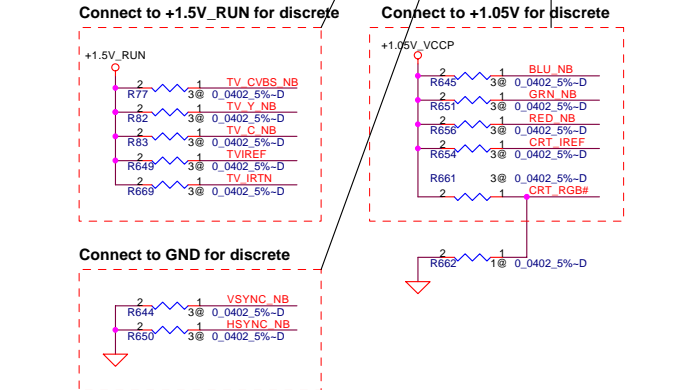 Connect to +1.5V_RUN for discrete
+1.5V_RUN
2 1 TV_CVBS_NB
R77 3@ 0_0402_5%~D
2 1 TV_Y_NB
R82 3@ 0_0402_5%~D
2 1 TV_C_NB
R83 3@ 0_0402_5%~D
2 1 TVIREF
R649 3@ 0_0402_5%~D
2 1 TV_IRTN
R669 3@ 0_0402_5%~D
Connect to +1.05V for discrete
+1.05V_VCCP
2 1 BLU_NB
R645 3@ 0_0402_5%~D
2 1 GRN_NB
R651 3@ 0_0402_5%~D
2 1 RED_NB
R656 3@ 0_0402_5%~D
2 1 CRT_IREF
R654 3@ 0_0402_5%~D
R661 3@ 0_0402_5%~D
2 1 CRT_RGB#
2 1
R662 1@ 0_0402_5%~D
Connect to GND for discrete
2 1 VSYNC_NB
R644 3@ 0_0402_5%~D
2 1 HSYNC_NB
R650 3@ 0_0402_5%~D